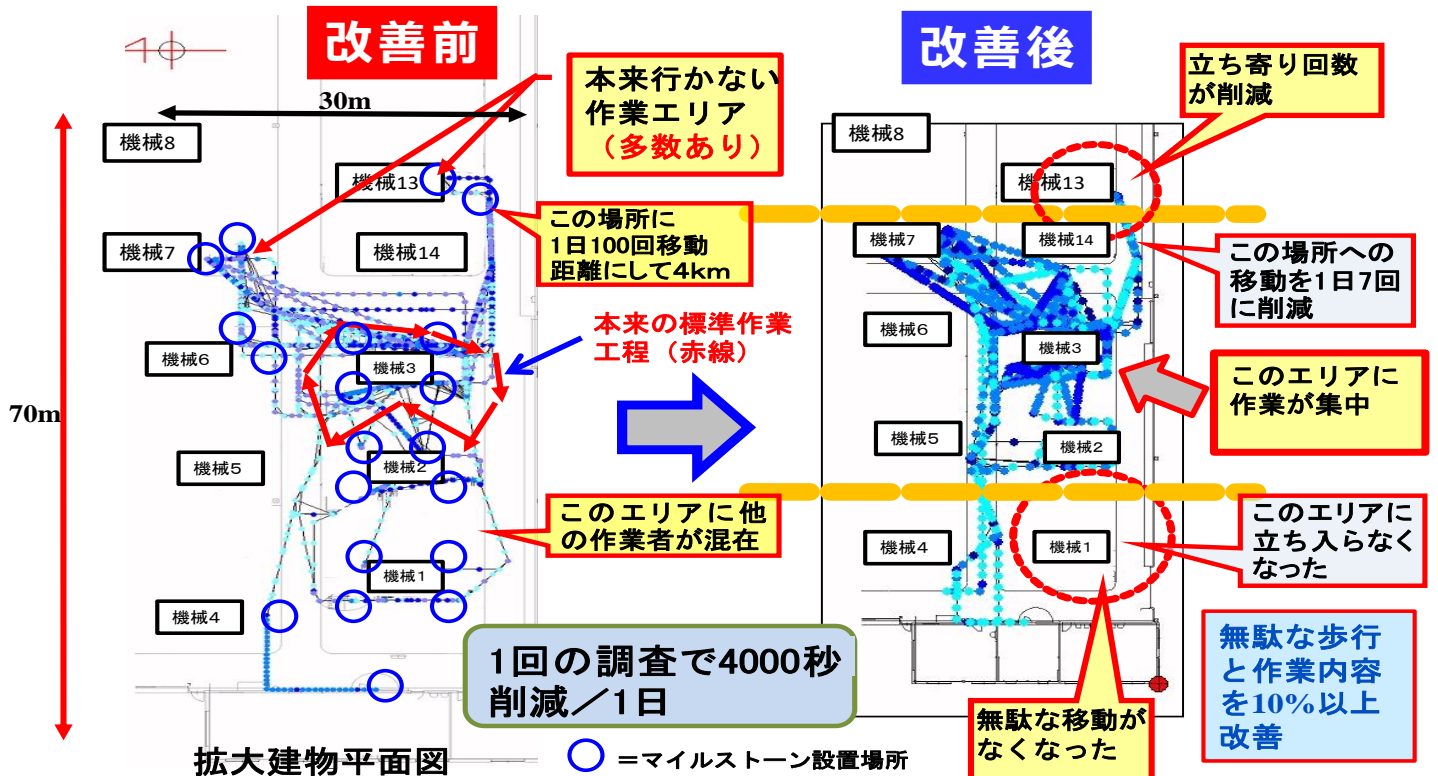 改善前
30m
70m
本来行かない
作業エリア
（多数あり）
機械8
機械13
機械7
機械14
この場所に
1日100回移動
距離にして4km
本来の標準作業
工程（赤線）
機械6
機械3
機械5
機械2
このエリアに他
の作業者が混在
機械1
機械4
1回の調査で4000秒
削減／1日
拡大建物平面図
＝マイルストーン設置場所
改善後
立ち寄り回数
が削減
機械8
機械13
機械7
機械14
この場所への
移動を1日7回
に削減
機械6
機械3
このエリアに
作業が集中
機械5
機械2
このエリアに
立ち入らなく
なった
機械4
機械1
無駄な移動が
なくなった
無駄な歩行
と作業内容
を10%以上
改善